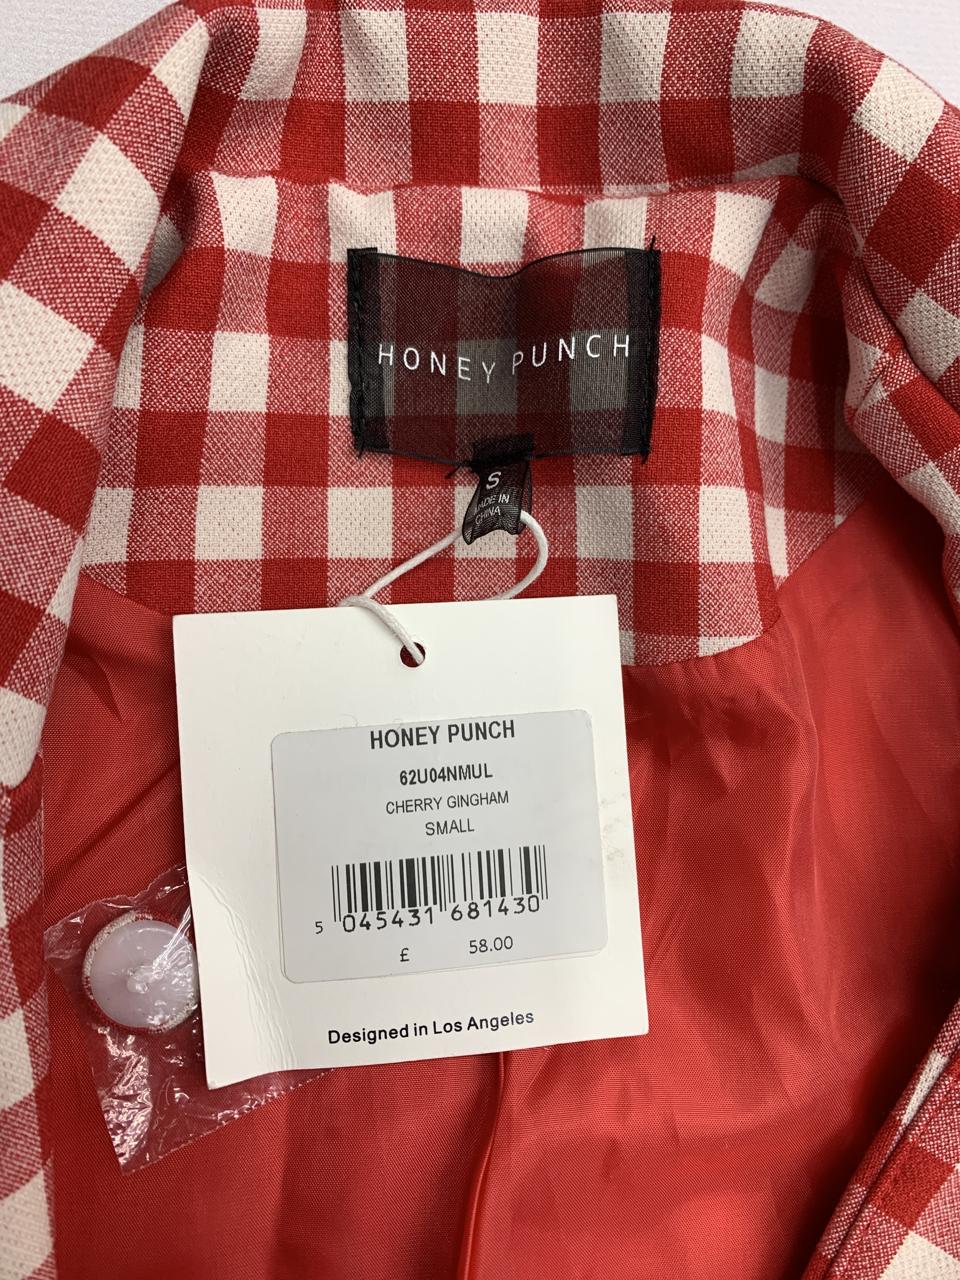 HONEY PUNCH
S
MADE IN
CHINA
HONEY PUNCH
62U04NMUL
CHERRY GINGHAM
SMALL
5 045431 681430
£ 58.00
Designed in Los Angeles